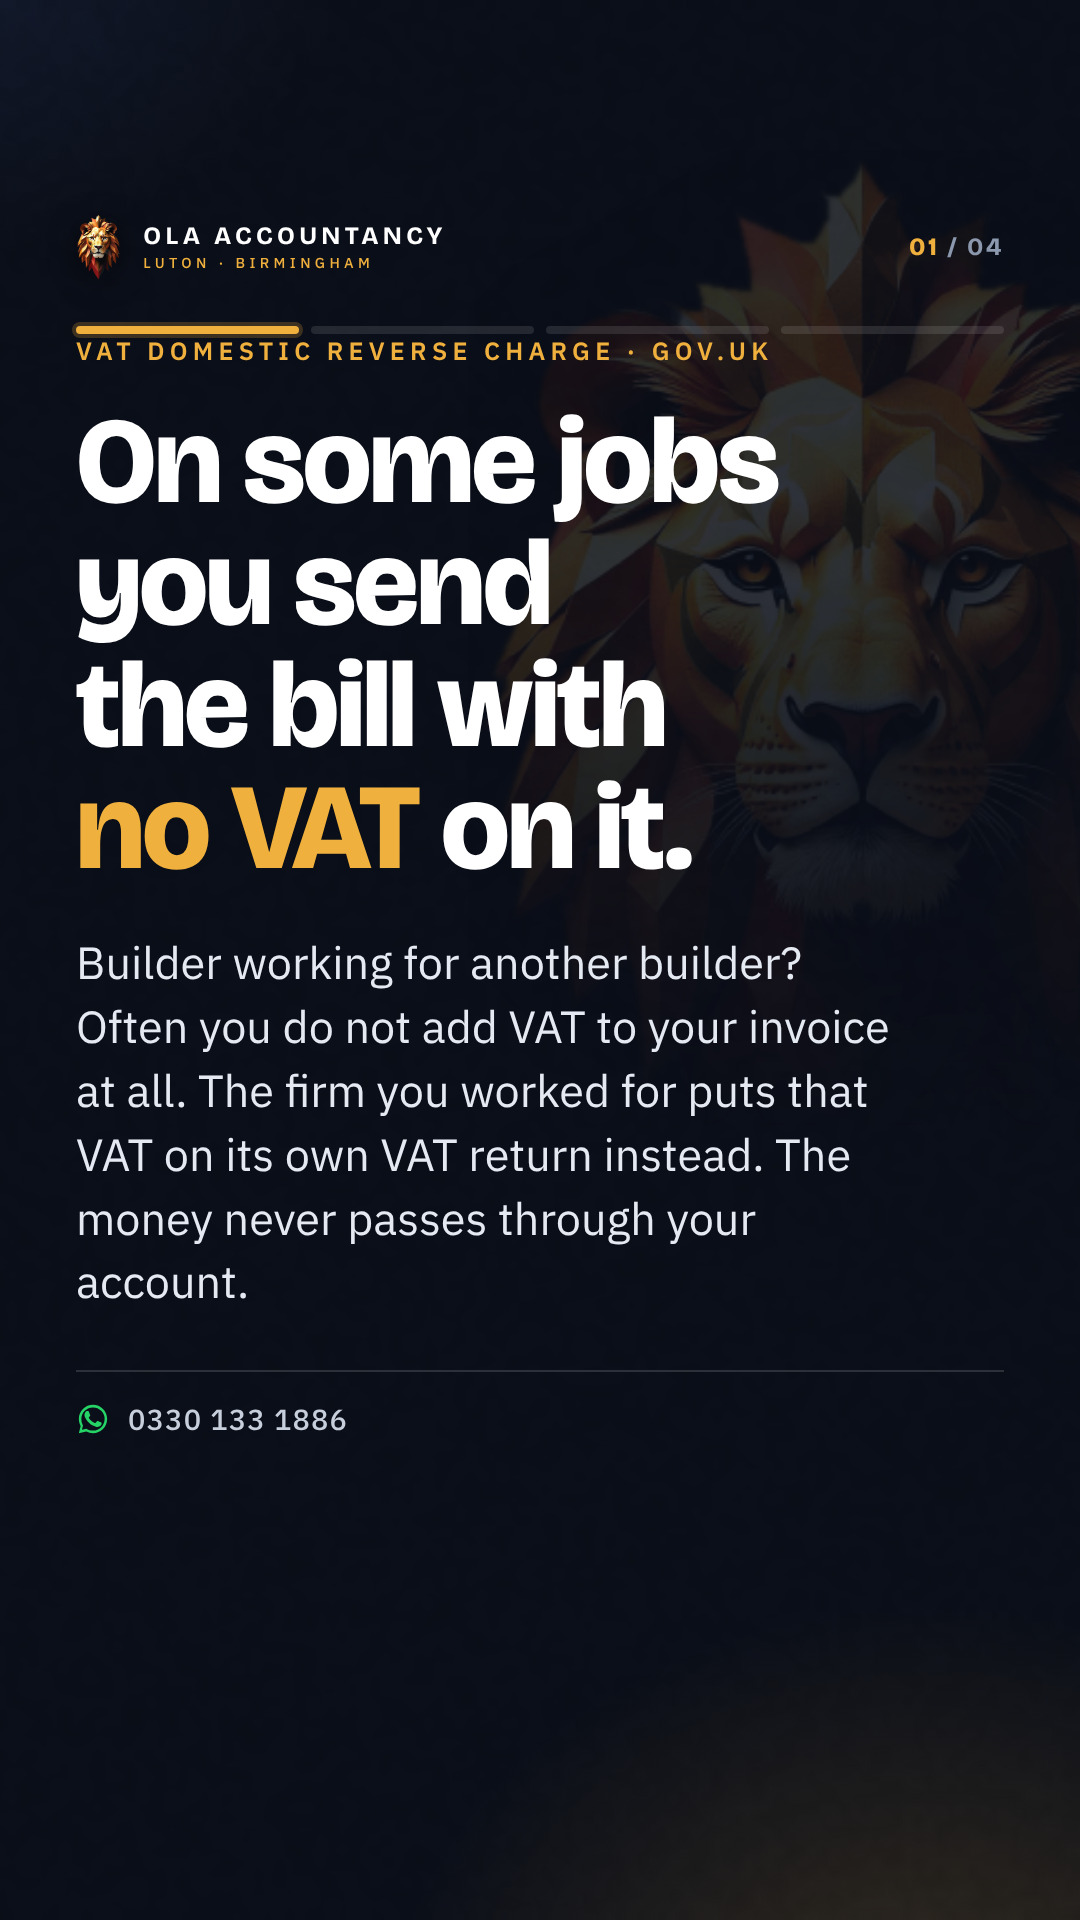 OLA ACCOUNTANCY
LUTON · BIRMINGHAM
01 / 04
VAT DOMESTIC REVERSE CHARGE · GOV.UK
On some jobs
you send
the bill with
no VAT on it.
Builder working for another builder?
Often you do not add VAT to your invoice
at all. The firm you worked for puts that
VAT on its own VAT return instead. The
money never passes through your
account.
0330 133 1886